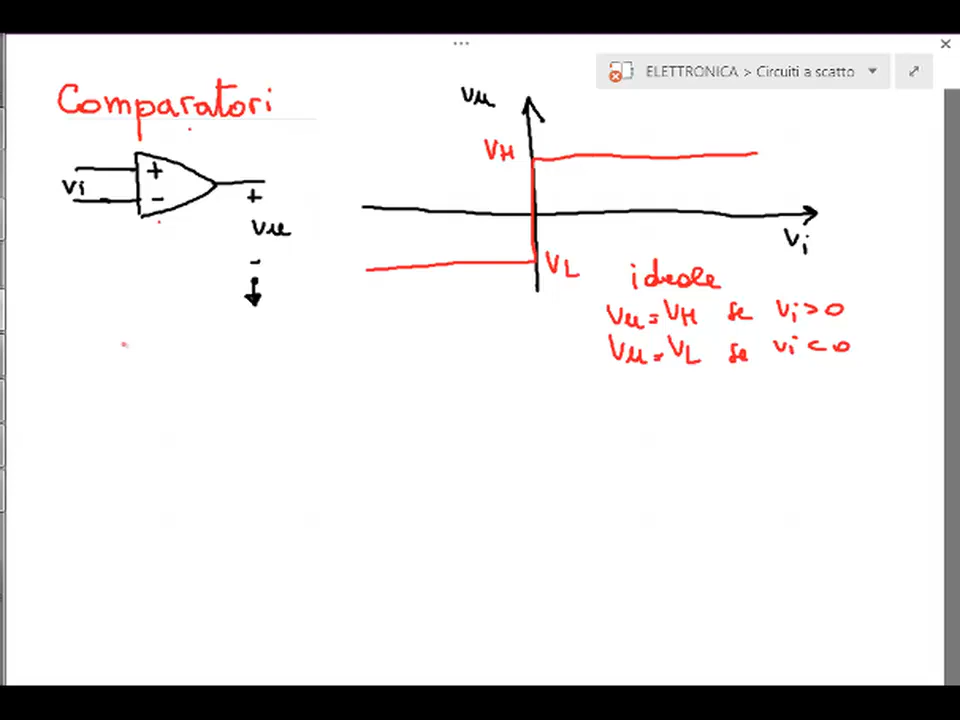 ELETTRONICA > Circuiti a scatto
Comparatori
vi
+
-
+
vu
-
vu
VH
vi
VL
ideale
vu = VH se vi > 0
vu = VL se vi < 0